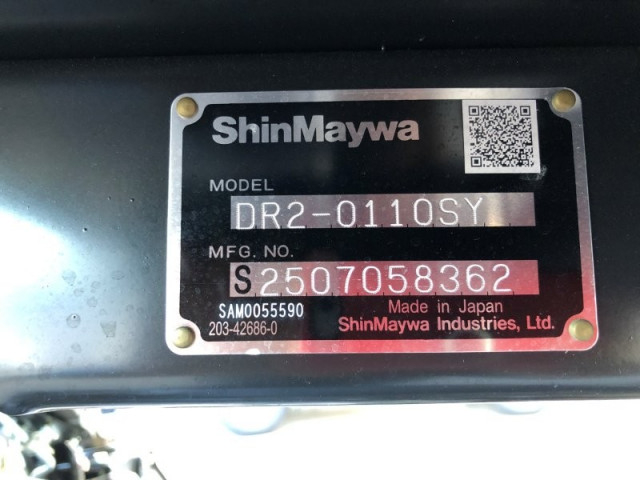 ShinMaywa
MODEL
DR2-0110SY
MFG. NO.
S2507058362
SAM0055590
203-42686-0
Made in Japan
ShinMaywa Industries, Ltd.